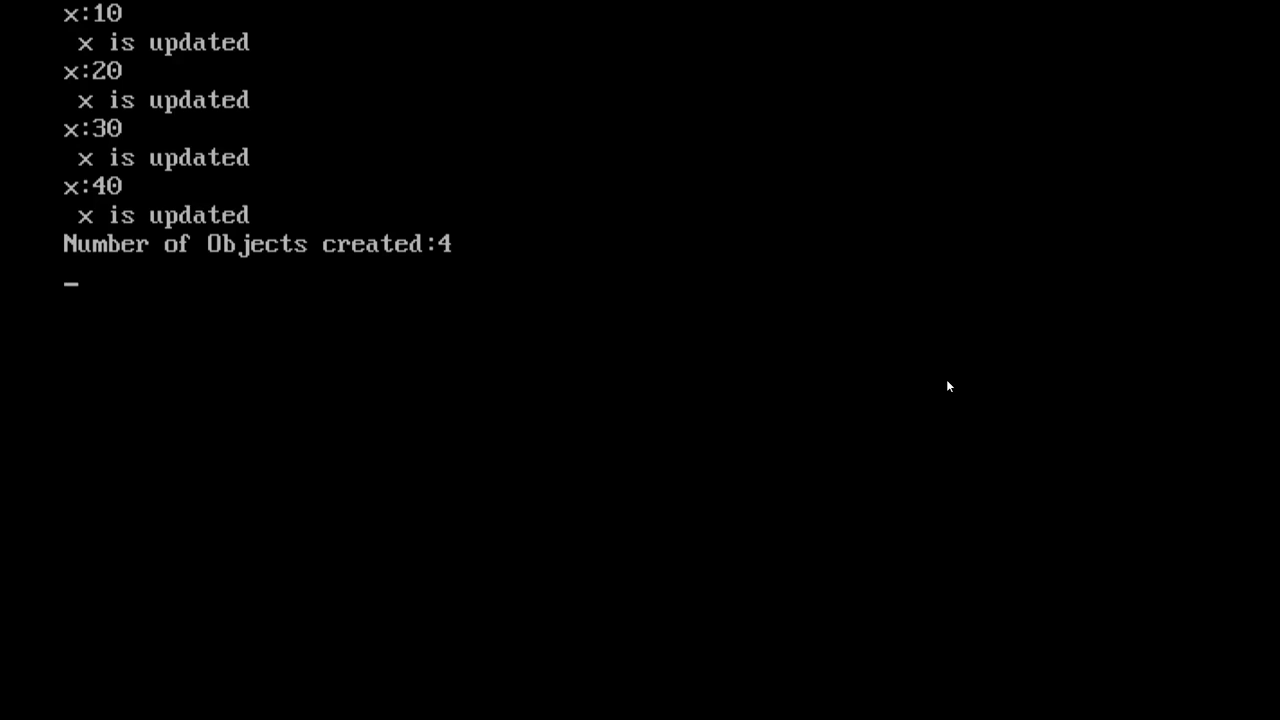 x:10
 x is updated
x:20
 x is updated
x:30
 x is updated
x:40
 x is updated
Number of Objects created:4
_